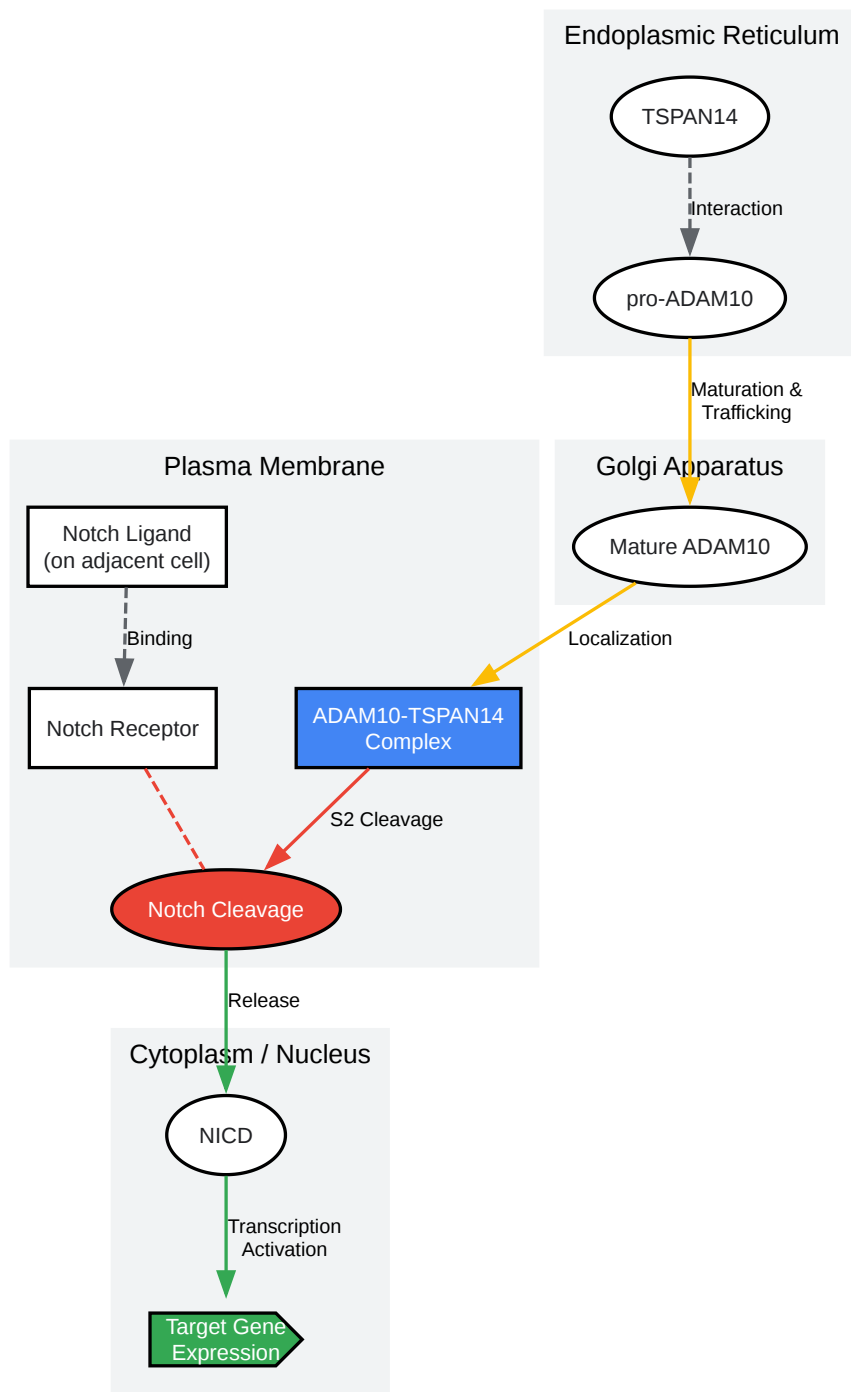 Endoplasmic Reticulum
TSPAN14
Interaction
pro-ADAM10
Maturation &
Trafficking
Plasma Membrane
Golgi Apparatus
Notch Ligand
(on adjacent cell)
Mature ADAM10
Binding
Localization
Notch Receptor
ADAM10-TSPAN14
Complex
S2 Cleavage
Notch Cleavage
Release
Cytoplasm / Nucleus
NICD
Transcription
Activation
Target Gene
Expression